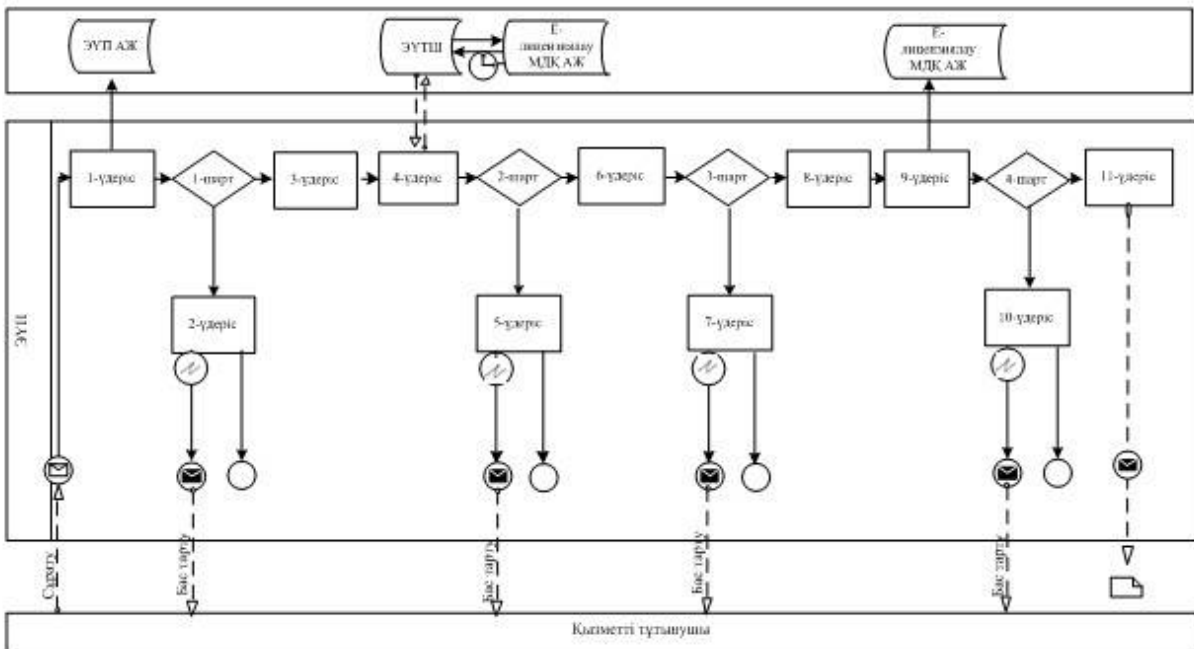 ЭҮП АЖ
ЭҮТШ
Е-
лицензиялау
МДҚ АЖ
Е-
лицензиялау
МДҚ АЖ
1-үдеріс
1-шарт
3-үдеріс
4-үдеріс
2-шарт
6-үдеріс
3-шарт
8-үдеріс
9-үдеріс
4-шарт
11-үдеріс
2-үдеріс
5-үдеріс
7-үдеріс
10-үдеріс
ЭҮП
Сұрату
Бас тарту
Бас тарту
Бас тарту
Бас тарту
Қызметті тұтынушы